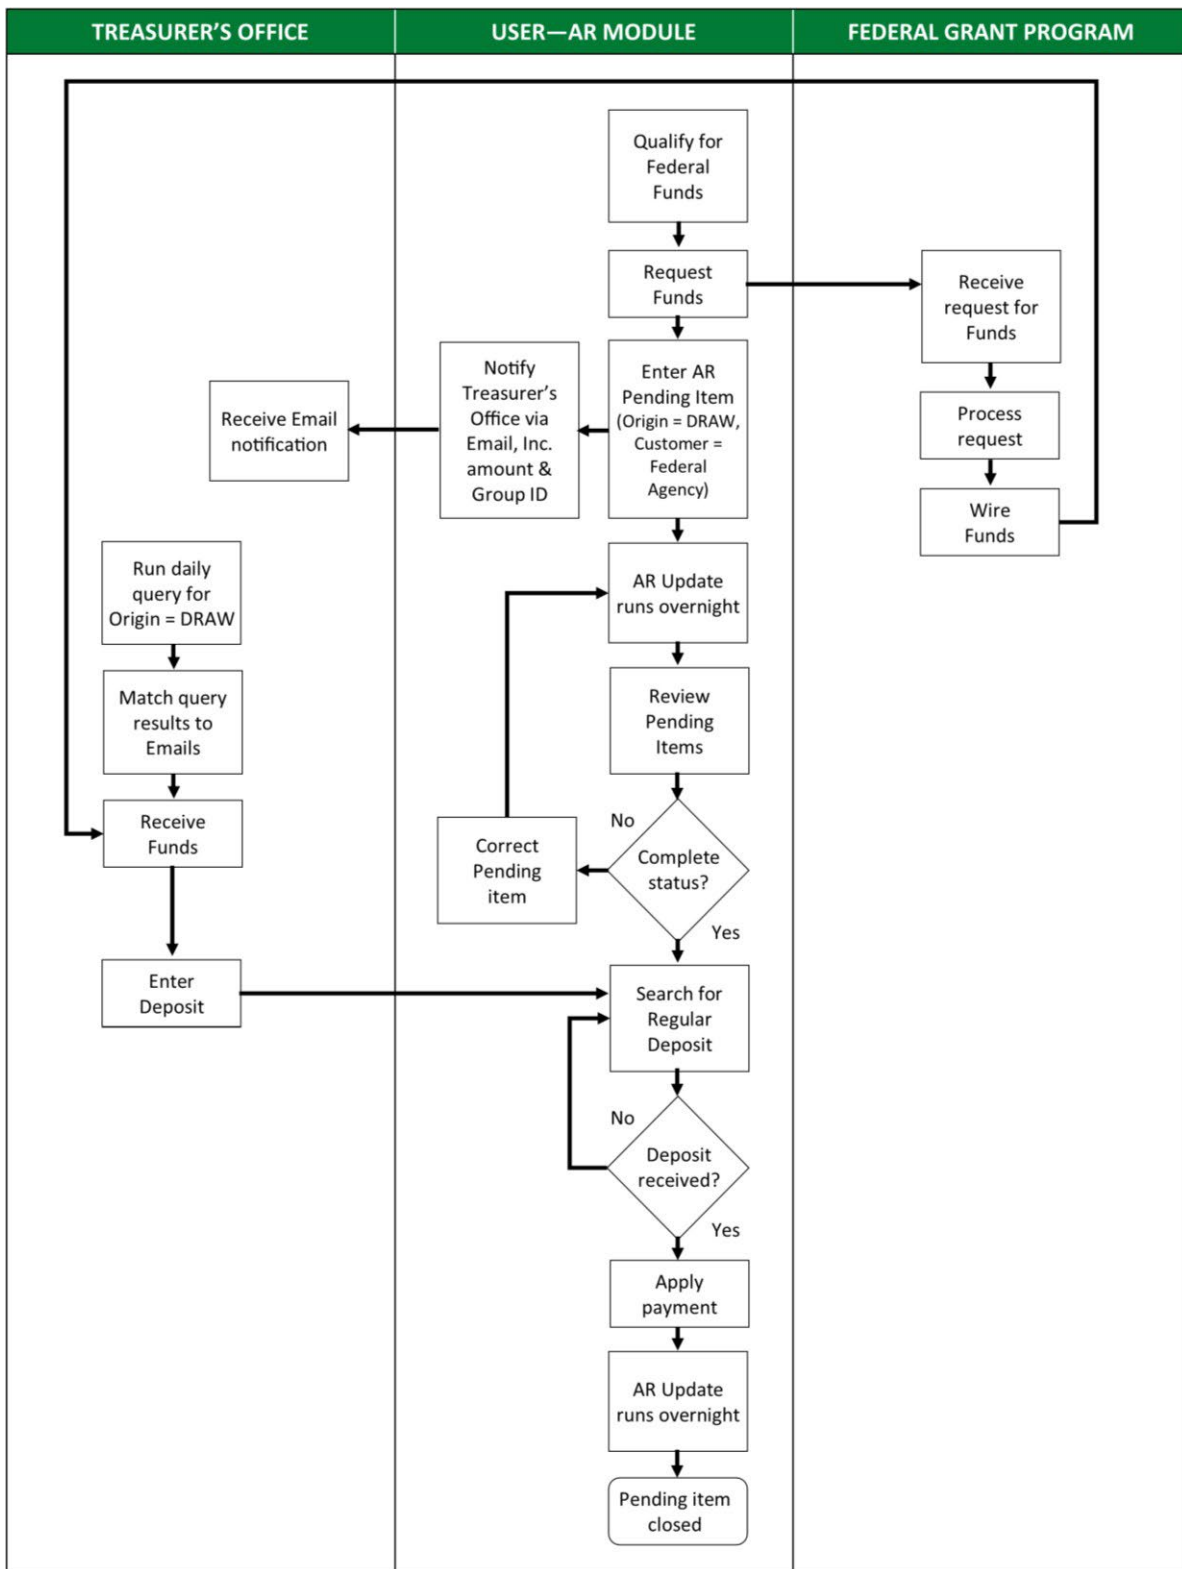 TREASURER’S OFFICE
USER—AR MODULE
FEDERAL GRANT PROGRAM
Qualify for
Federal
Funds
Request
Funds
Receive
request for
Funds
Enter AR
Pending Item
(Origin = DRAW,
Customer =
Federal
Agency)
Notify
Treasurer’s
Office via
Email, Inc.
amount &
Group ID
Receive Email
notification
Process
request
Wire
Funds
Run daily
query for
Origin = DRAW
AR Update
runs overnight
Match query
results to
Emails
Review
Pending
Items
Receive
Funds
No
Complete
status?
Correct
Pending
item
Yes
Enter
Deposit
Search for
Regular
Deposit
No
Deposit
received?
Yes
Apply
payment
AR Update
runs overnight
Pending item
closed